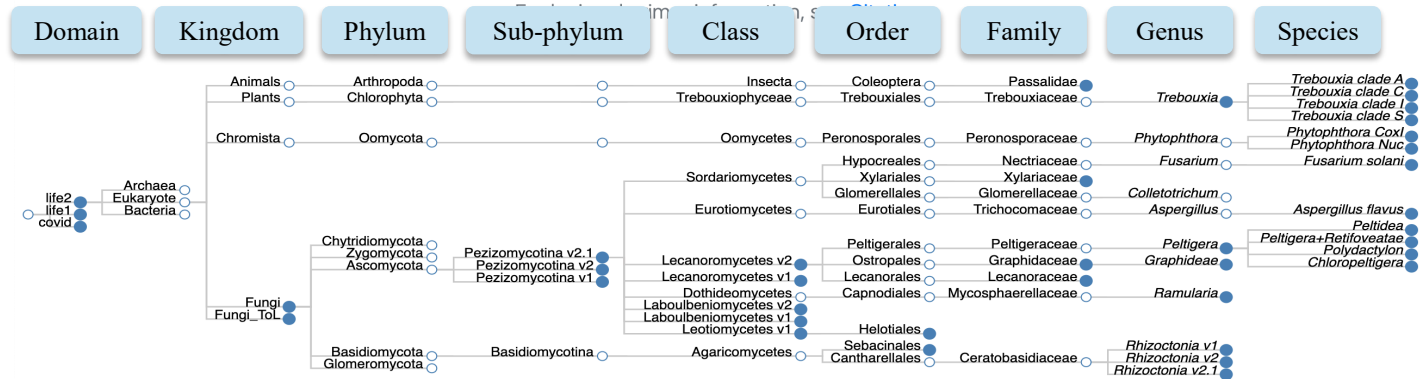 Domain Kingdom Phylum Sub-phylum Class Order Family Genus Species
Animals Arthropoda Insecta Coleoptera Passalidae Trebouxia clade A
Plants Chlorophyta Trebouxiophyceae Trebouxiales Trebouxiaceae Trebouxia Trebouxia clade C
Trebouxia clade I
Trebouxia clade S
Chromista Oomycota Oomycetes Peronosporales Peronosporaceae Phytophthora Phytophthora CoxI
Phytophthora Nuc
Hypocreales Nectriaceae Fusarium Fusarium solani
Sordariomycetes Xylariales Xylariaceae
Archaea Glomerellales Glomerellaceae Colletotrichum
life2 Eukaryote
life1 Bacteria Eurotiomycetes Eurotiales Trichocomaceae Aspergillus Aspergillus flavus
covid Peltidea
Chytridiomycota Peltigerales Peltigeraceae Peltigera Peltigera+Retifoveatae
Zygomycota Pezizomycotina v2.1 Polydactylon
Ascomycota Pezizomycotina v2 Lecanoromycetes v2 Ostropales Graphidaceae Graphideae Chloropeltigera
Pezizomycotina v1 Lecanoromycetes v1 Lecanorales Lecanoraceae
Dothideomycetes Capnodiales Mycosphaerellaceae Ramularia
Fungi Laboulbeniomycetes v2
Fungi_ToL Laboulbeniomycetes v1
Leotiomycetes v1 Helotiales
Sebacinales Rhizoctonia v1
Basidiomycota Basidiomycotina Agaricomycetes Cantharellales Ceratobasidiaceae Rhizoctonia v2
Glomeromycota Rhizoctonia v2.1